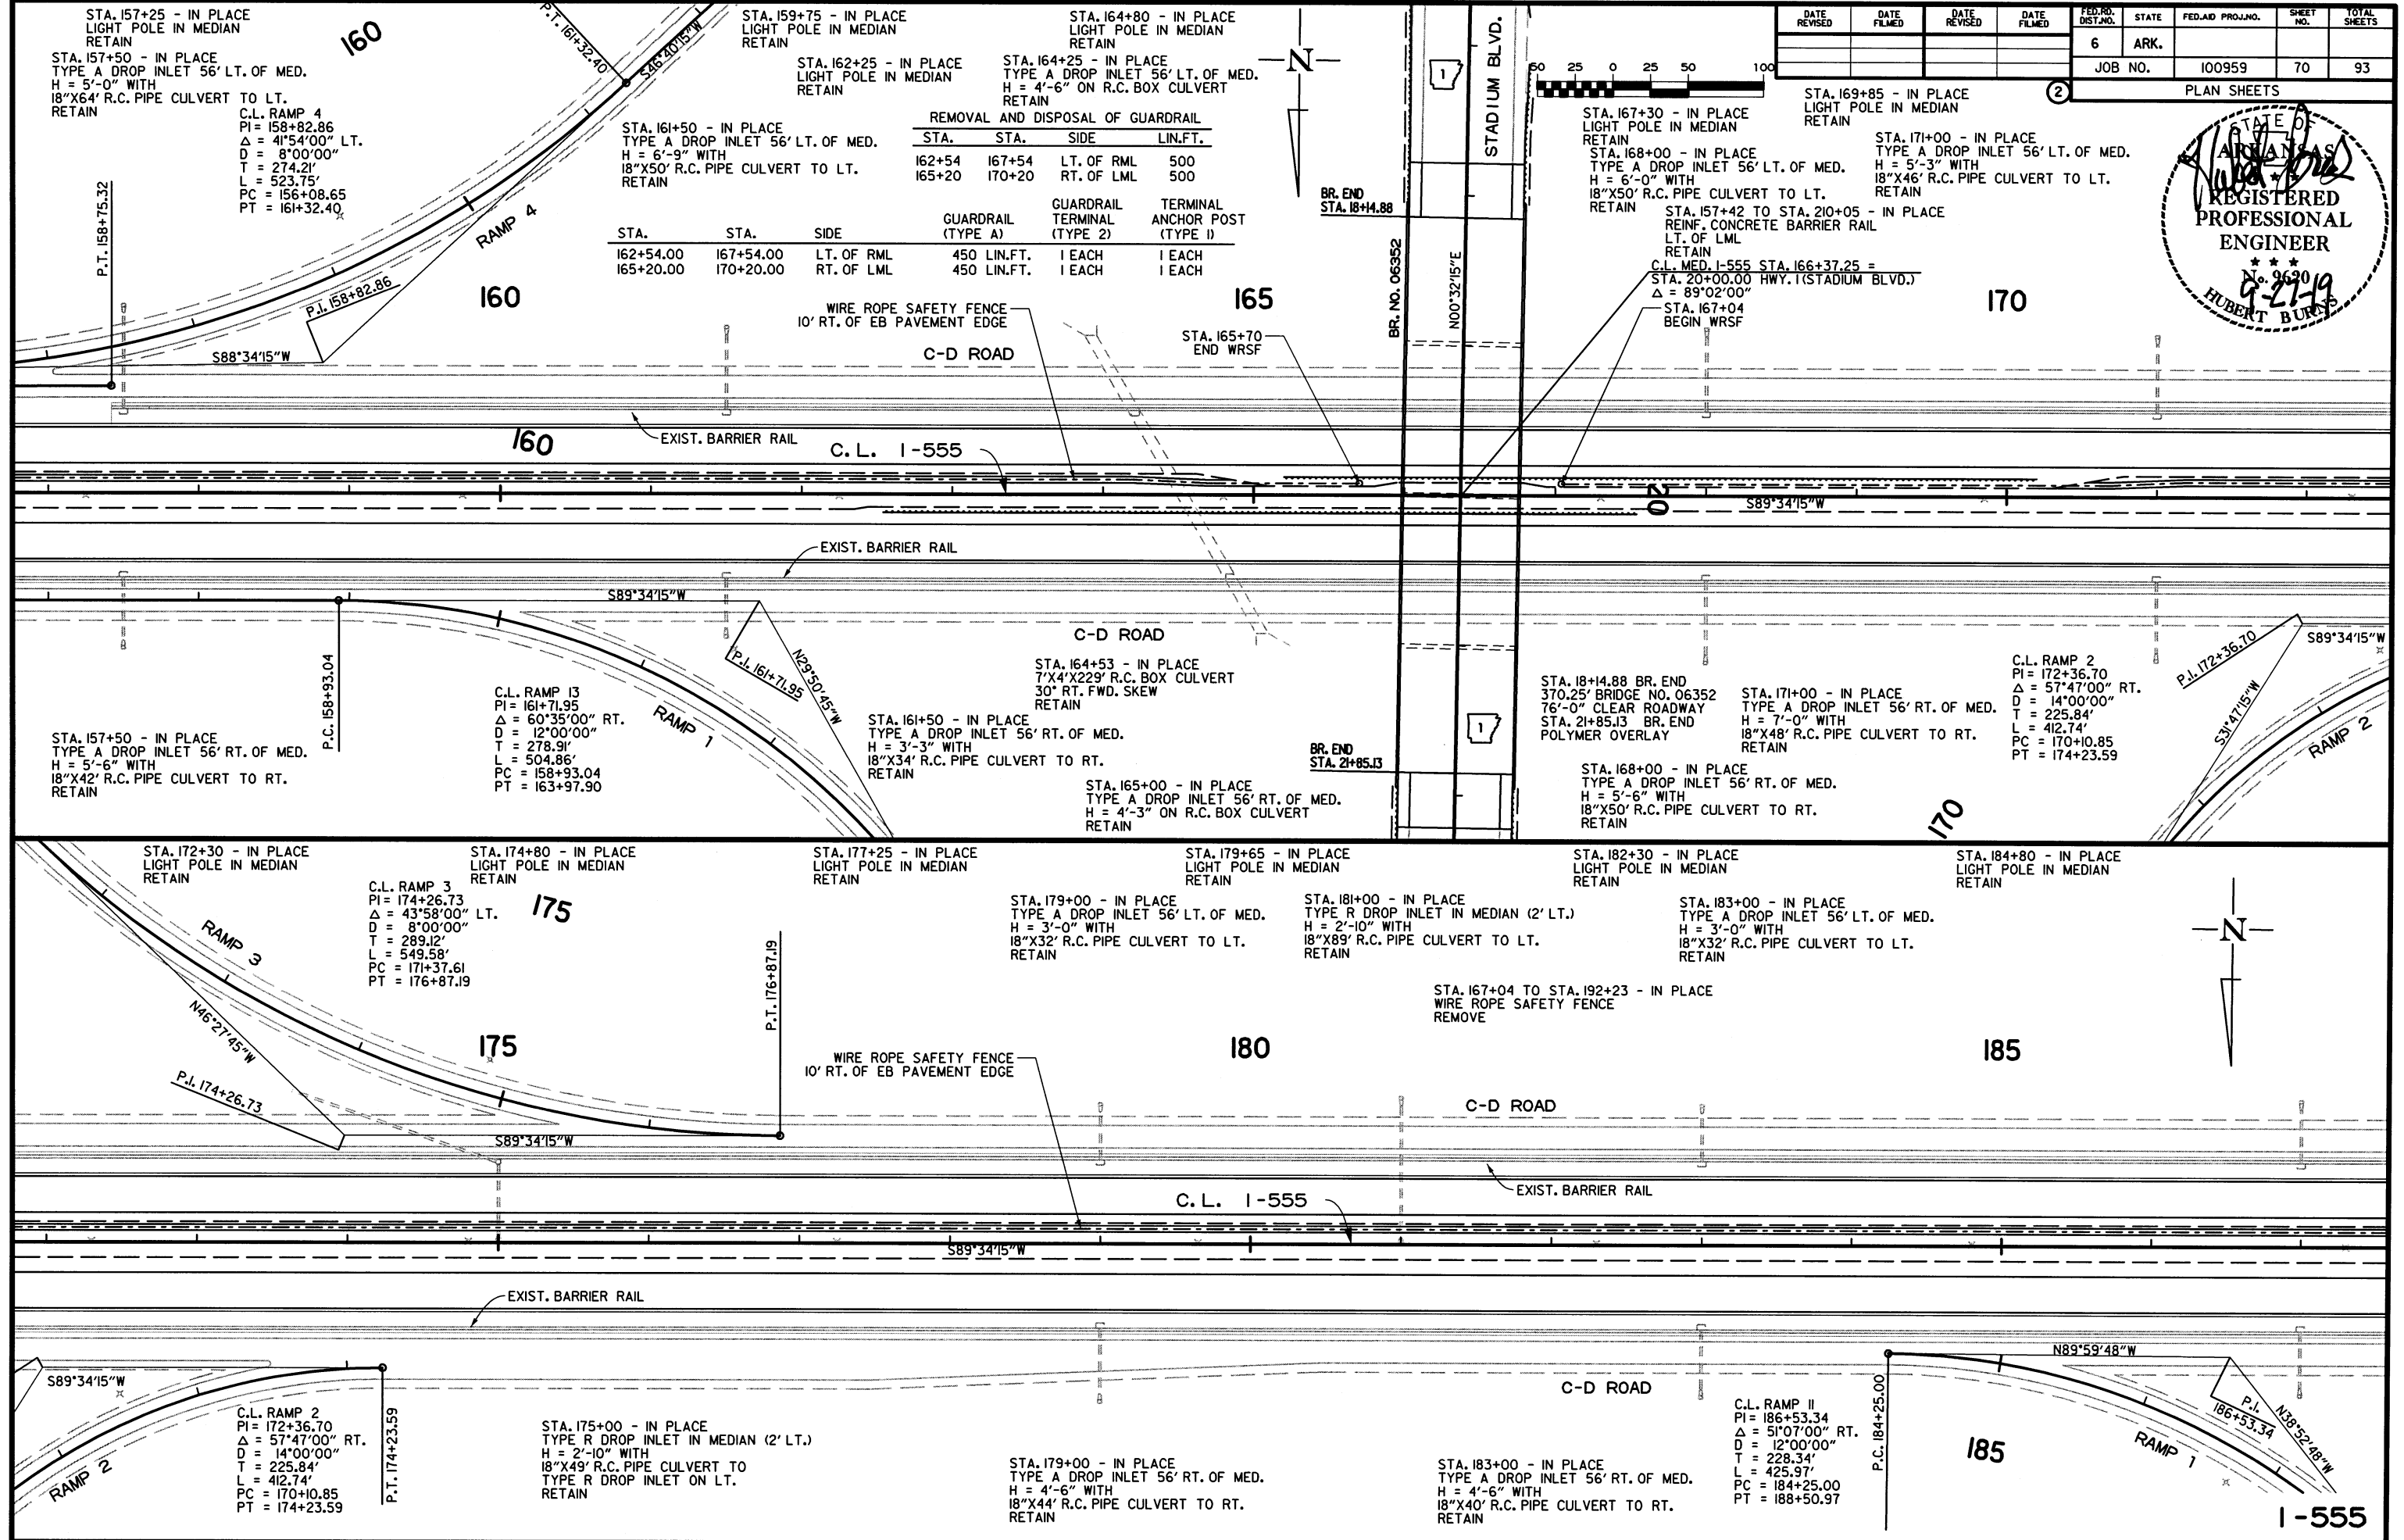 STA. 157+25 - IN PLACE
LIGHT POLE IN MEDIAN
RETAIN
STA. 157+50 - IN PLACE
TYPE A DROP INLET 56' LT. OF MED.
H = 5'-0" WITH
18"X64' R.C. PIPE CULVERT TO LT.
RETAIN
C.L. RAMP 4
PI = 158+82.86
Δ = 41°54'00" LT.
D = 8°00'00"
T = 274.21'
L = 523.75'
PC = 156+08.65
PT = 161+32.40
160
P.T. 161+32.40
S46°40'15"W
STA. 159+75 - IN PLACE
LIGHT POLE IN MEDIAN
RETAIN
STA. 162+25 - IN PLACE
LIGHT POLE IN MEDIAN
RETAIN
STA. 164+80 - IN PLACE
LIGHT POLE IN MEDIAN
RETAIN
STA. 164+25 - IN PLACE
TYPE A DROP INLET 56' LT. OF MED.
H = 4'-6" ON R.C. BOX CULVERT
RETAIN
STA. 161+50 - IN PLACE
TYPE A DROP INLET 56' LT. OF MED.
H = 6'-9" WITH
18"X50' R.C. PIPE CULVERT TO LT.
RETAIN
REMOVAL AND DISPOSAL OF GUARDRAIL
STA. STA. SIDE LIN.FT.
162+54 167+54 LT. OF RML 500
165+20 170+20 RT. OF LML 500
STA. STA. SIDE GUARDRAIL (TYPE A) GUARDRAIL TERMINAL (TYPE 2) TERMINAL ANCHOR POST (TYPE 1)
162+54.00 167+54.00 LT. OF RML 450 LIN.FT. 1 EACH 1 EACH
165+20.00 170+20.00 RT. OF LML 450 LIN.FT. 1 EACH 1 EACH
N
STADIUM BLVD.
1
50 25 0 25 50 100
DATE REVISED DATE FILMED DATE REVISED DATE FILMED FED.RD. DIST.NO. STATE FED.AID PROJ.NO. SHEET NO. TOTAL SHEETS
6 ARK.
JOB NO. 100959 70 93
2 PLAN SHEETS
STATE OF
ARKANSAS
REGISTERED
PROFESSIONAL
ENGINEER
No. 9620
9-27-19
HUBERT BURNS
STA. 169+85 - IN PLACE
LIGHT POLE IN MEDIAN
RETAIN
STA. 167+30 - IN PLACE
LIGHT POLE IN MEDIAN
RETAIN
STA. 168+00 - IN PLACE
TYPE A DROP INLET 56' LT. OF MED.
H = 6'-0" WITH
18"X50' R.C. PIPE CULVERT TO LT.
RETAIN
STA. 171+00 - IN PLACE
TYPE A DROP INLET 56' LT. OF MED.
H = 5'-3" WITH
18"X46' R.C. PIPE CULVERT TO LT.
RETAIN
STA. 157+42 TO STA. 210+05 - IN PLACE
REINF. CONCRETE BARRIER RAIL
LT. OF LML
RETAIN
C.L. MED. I-555 STA. 166+37.25 =
STA. 20+00.00 HWY. 1 (STADIUM BLVD.)
Δ = 89°02'00"
STA. 167+04
BEGIN WRSF
BR. END
STA. 18+14.88
BR. NO. 06352
N00°32'15"E
P.T. 158+75.32
RAMP 4
P.I. 158+82.86
S88°34'15"W
160
165
170
WIRE ROPE SAFETY FENCE
10' RT. OF EB PAVEMENT EDGE
C-D ROAD
STA. 165+70
END WRSF
160
EXIST. BARRIER RAIL
C.L. I-555
20
S89°34'15"W
EXIST. BARRIER RAIL
S89°34'15"W
C-D ROAD
P.C. 158+93.04
P.I. 161+71.95
N29°50'45"W
RAMP 1
STA. 157+50 - IN PLACE
TYPE A DROP INLET 56' RT. OF MED.
H = 5'-6" WITH
18"X42' R.C. PIPE CULVERT TO RT.
RETAIN
C.L. RAMP 13
PI = 161+71.95
Δ = 60°35'00" RT.
D = 12°00'00"
T = 278.91'
L = 504.86'
PC = 158+93.04
PT = 163+97.90
STA. 164+53 - IN PLACE
7'X4'X229' R.C. BOX CULVERT
30° RT. FWD. SKEW
RETAIN
STA. 161+50 - IN PLACE
TYPE A DROP INLET 56' RT. OF MED.
H = 3'-3" WITH
18"X34' R.C. PIPE CULVERT TO RT.
RETAIN
STA. 165+00 - IN PLACE
TYPE A DROP INLET 56' RT. OF MED.
H = 4'-3" ON R.C. BOX CULVERT
RETAIN
BR. END
STA. 21+85.13
1
STA. 18+14.88 BR. END
370.25' BRIDGE NO. 06352
76'-0" CLEAR ROADWAY
STA. 21+85.13 BR. END
POLYMER OVERLAY
STA. 171+00 - IN PLACE
TYPE A DROP INLET 56' RT. OF MED.
H = 7'-0" WITH
18"X48' R.C. PIPE CULVERT TO RT.
RETAIN
STA. 168+00 - IN PLACE
TYPE A DROP INLET 56' RT. OF MED.
H = 5'-6" WITH
18"X50' R.C. PIPE CULVERT TO RT.
RETAIN
C.L. RAMP 2
PI = 172+36.70
Δ = 57°47'00" RT.
D = 14°00'00"
T = 225.84'
L = 412.74'
PC = 170+10.85
PT = 174+23.59
P.I. 172+36.70
S89°34'15"W
S31°47'15"W
RAMP 2
170
STA. 172+30 - IN PLACE
LIGHT POLE IN MEDIAN
RETAIN
STA. 174+80 - IN PLACE
LIGHT POLE IN MEDIAN
RETAIN
STA. 177+25 - IN PLACE
LIGHT POLE IN MEDIAN
RETAIN
STA. 179+65 - IN PLACE
LIGHT POLE IN MEDIAN
RETAIN
STA. 182+30 - IN PLACE
LIGHT POLE IN MEDIAN
RETAIN
STA. 184+80 - IN PLACE
LIGHT POLE IN MEDIAN
RETAIN
C.L. RAMP 3
PI = 174+26.73
Δ = 43°58'00" LT.
D = 8°00'00"
T = 289.12'
L = 549.58'
PC = 171+37.61
PT = 176+87.19
175
RAMP 3
STA. 179+00 - IN PLACE
TYPE A DROP INLET 56' LT. OF MED.
H = 3'-0" WITH
18"X32' R.C. PIPE CULVERT TO LT.
RETAIN
STA. 181+00 - IN PLACE
TYPE R DROP INLET IN MEDIAN (2' LT.)
H = 2'-10" WITH
18"X89' R.C. PIPE CULVERT TO LT.
RETAIN
STA. 183+00 - IN PLACE
TYPE A DROP INLET 56' LT. OF MED.
H = 3'-0" WITH
18"X32' R.C. PIPE CULVERT TO LT.
RETAIN
N
STA. 167+04 TO STA. 192+23 - IN PLACE
WIRE ROPE SAFETY FENCE
REMOVE
P.T. 176+87.19
N46°27'45"W
P.I. 174+26.73
S89°34'15"W
175
180
185
WIRE ROPE SAFETY FENCE
10' RT. OF EB PAVEMENT EDGE
C-D ROAD
EXIST. BARRIER RAIL
C.L. I-555
S89°34'15"W
EXIST. BARRIER RAIL
S89°34'15"W
RAMP 2
C.L. RAMP 2
PI = 172+36.70
Δ = 57°47'00" RT.
D = 14°00'00"
T = 225.84'
L = 412.74'
PC = 170+10.85
PT = 174+23.59
P.T. 174+23.59
STA. 175+00 - IN PLACE
TYPE R DROP INLET IN MEDIAN (2' LT.)
H = 2'-10" WITH
18"X49' R.C. PIPE CULVERT TO
TYPE R DROP INLET ON LT.
RETAIN
STA. 179+00 - IN PLACE
TYPE A DROP INLET 56' RT. OF MED.
H = 4'-6" WITH
18"X44' R.C. PIPE CULVERT TO RT.
RETAIN
C-D ROAD
STA. 183+00 - IN PLACE
TYPE A DROP INLET 56' RT. OF MED.
H = 4'-6" WITH
18"X40' R.C. PIPE CULVERT TO RT.
RETAIN
C.L. RAMP 11
PI = 186+53.34
Δ = 51°07'00" RT.
D = 12°00'00"
T = 228.34'
L = 425.97'
PC = 184+25.00
PT = 188+50.97
P.C. 184+25.00
185
N89°59'48"W
P.I.
186+53.34
N38°52'48"W
RAMP 1
I-555